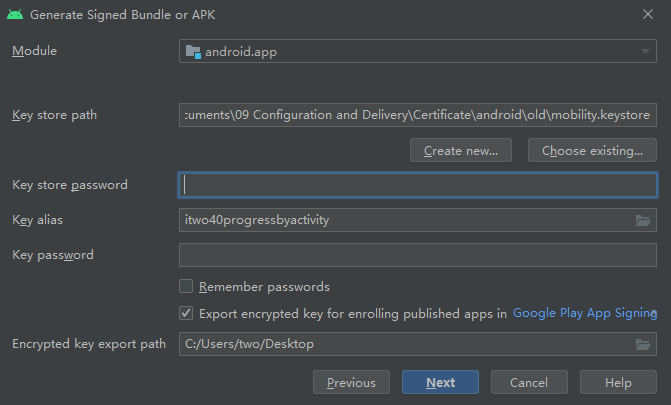 Generate Signed Bundle or APK
Module
android.app
Key store path
:uments\09 Configuration and Delivery\Certificate\android\old\mobility.keystore
Create new...
Choose existing...
Key store password
Key alias
itwo40progressbyactivity
Key password
Remember passwords
Export encrypted key for enrolling published apps in Google Play App Signing
Encrypted key export path
C:/Users/two/Desktop
Previous
Next
Cancel
Help